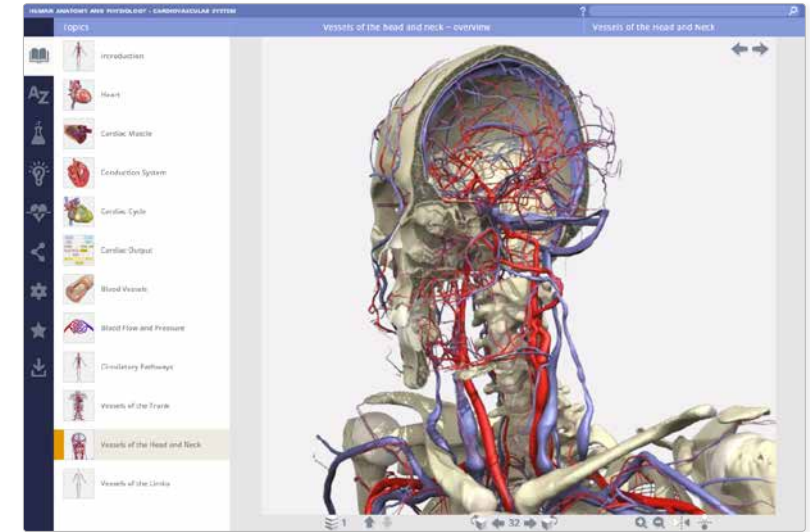 HUMAN ANATOMY AND PHYSIOLOGY - CARDIOVASCULAR SYSTEM
?
Topics
Vessels of the head and neck – overview
Vessels of the Head and Neck
Introduction
AZ
Heart
Cardiac Muscle
Conduction System
Cardiac Cycle
Cardiac Output
Blood Vessels
Blood Flow and Pressure
Circulatory Pathways
Vessels of the Trunk
Vessels of the Head and Neck
Vessels of the Limbs
1
32